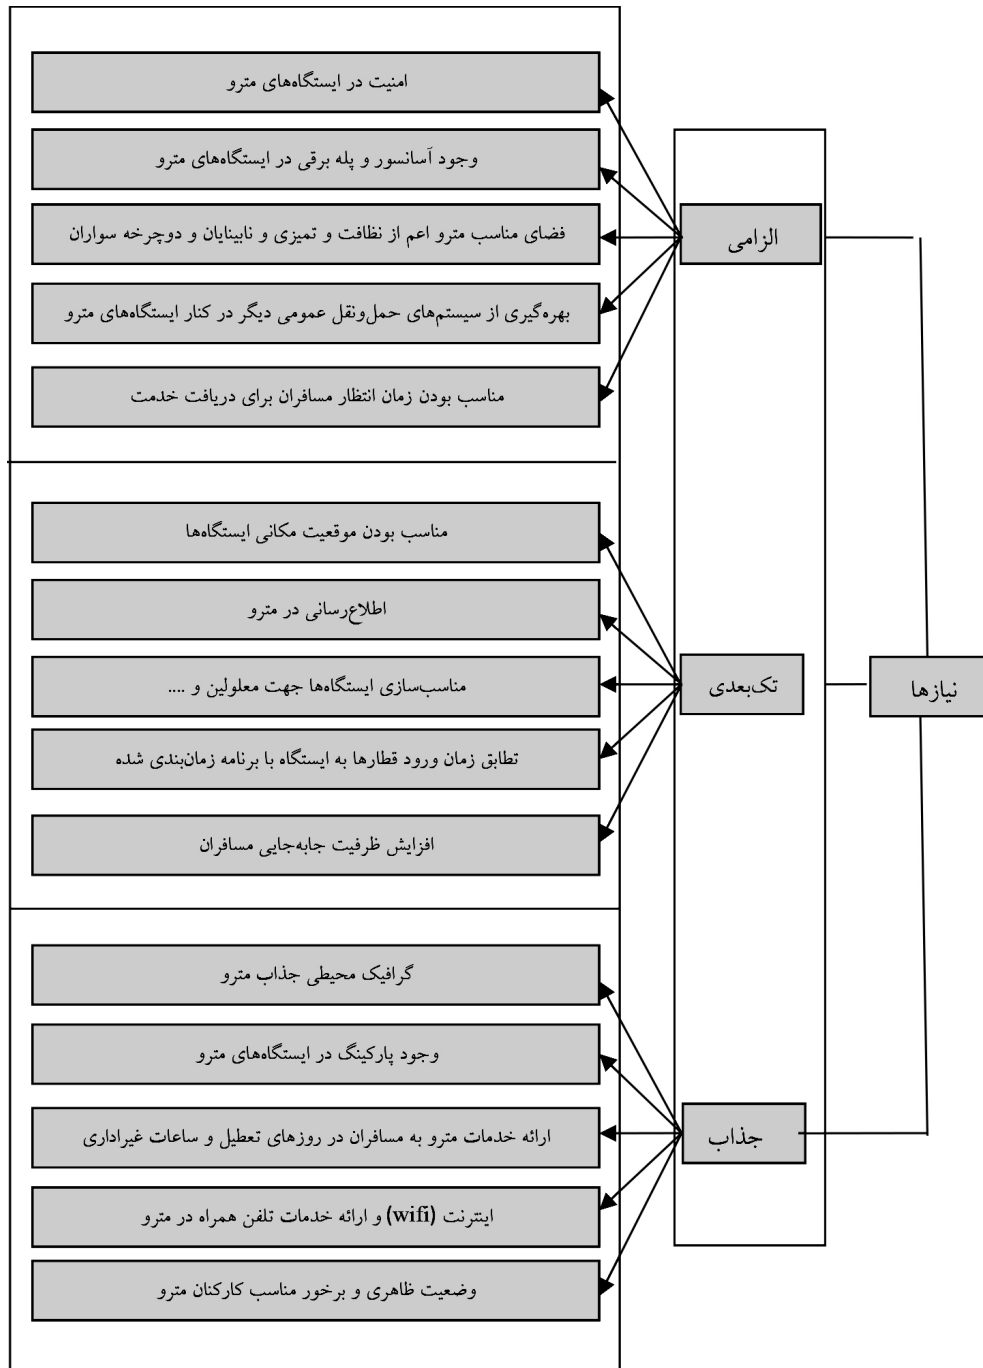 نیازها
الزامی
امنیت در ایستگاه‌های مترو
وجود آسانسور و پله برقی در ایستگاه‌های مترو
فضای مناسب مترو اعم از نظافت و تمیزی و نابینایان و دوچرخه سواران
بهره‌گیری از سیستم‌های حمل‌ونقل عمومی دیگر در کنار ایستگاه‌های مترو
مناسب بودن زمان انتظار مسافران برای دریافت خدمت
تک‌بعدی
مناسب بودن موقعیت مکانی ایستگاه‌ها
اطلاع‌رسانی در مترو
مناسب‌سازی ایستگاه‌ها جهت معلولین و ....
تطابق زمان ورود قطارها به ایستگاه با برنامه زمان‌بندی شده
افزایش ظرفیت جابه‌جایی مسافران
جذاب
گرافیک محیطی جذاب مترو
وجود پارکینگ در ایستگاه‌های مترو
ارائه خدمات مترو به مسافران در روزهای تعطیل و ساعات غیراداری
اینترنت (wifi) و ارائه خدمات تلفن همراه در مترو
وضعیت ظاهری و برخور مناسب کارکنان مترو